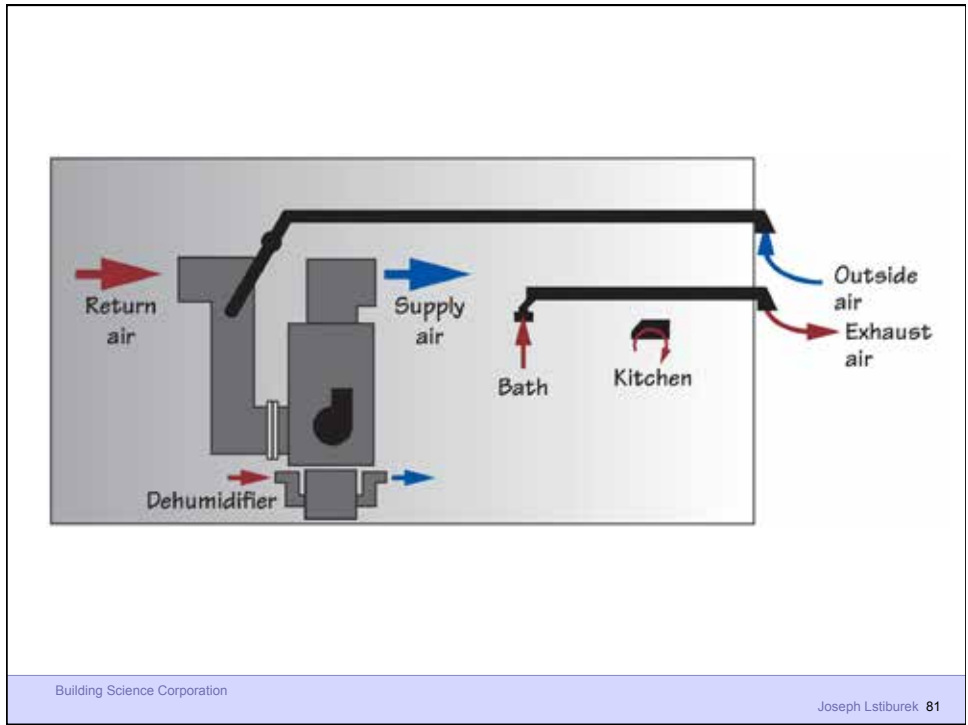 Return
air
Supply
air
Outside
air
Exhaust
air
Bath
Kitchen
Dehumidifier
Building Science Corporation
Joseph Lstiburek 81